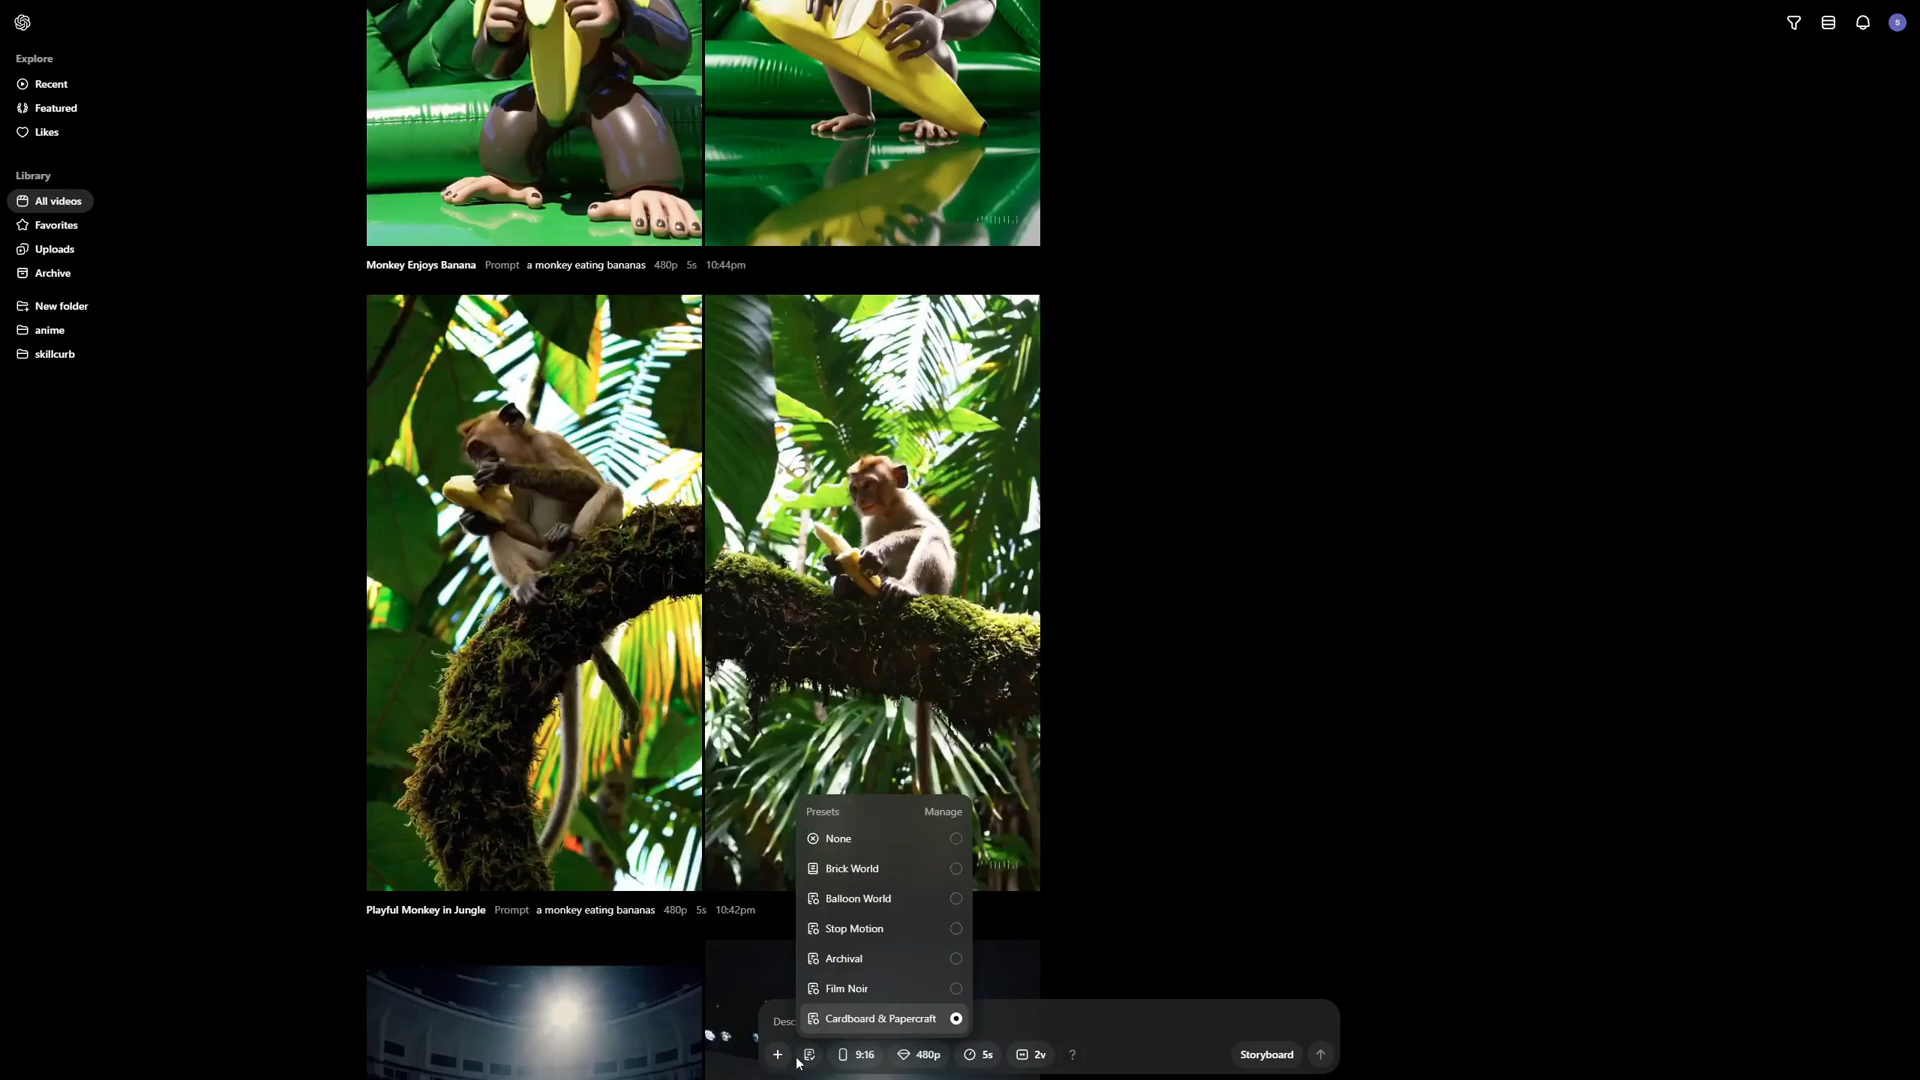 Explore
Recent
Featured
Likes
Library
All videos
Favorites
Uploads
Archive
New folder
anime
skillcurb
S
Monkey Enjoys Banana Prompt a monkey eating bananas 480p 5s 10:44pm
Playful Monkey in Jungle Prompt a monkey eating bananas 480p 5s 10:42pm
Presets Manage
None
Brick World
Balloon World
Stop Motion
Archival
Film Noir
Cardboard & Papercraft
Desc
9:16 480p 5s 2v ? Storyboard